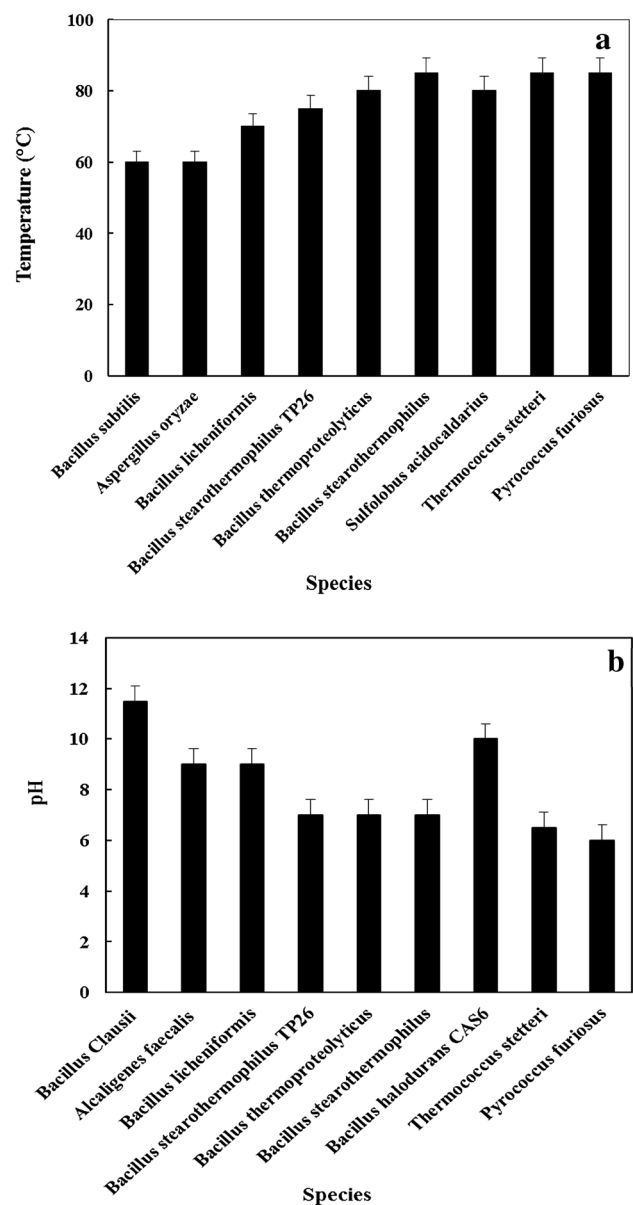 a
100
80
60
40
20
0
Temperature (°C)
Bacillus subtilis
Aspergillus oryzae
Bacillus licheniformis
Bacillus stearothermophilus TP26
Bacillus thermoproteolyticus
Bacillus stearothermophilus
Sulfolobus acidocaldarius
Thermococcus stetteri
Pyrococcus furiosus
Species
b
14
12
10
8
6
4
2
0
pH
Bacillus Clausii
Alcaligenes faecalis
Bacillus licheniformis
Bacillus stearothermophilus TP26
Bacillus thermoproteolyticus
Bacillus stearothermophilus
Bacillus halodurans CAS6
Thermococcus stetteri
Pyrococcus furiosus
Species